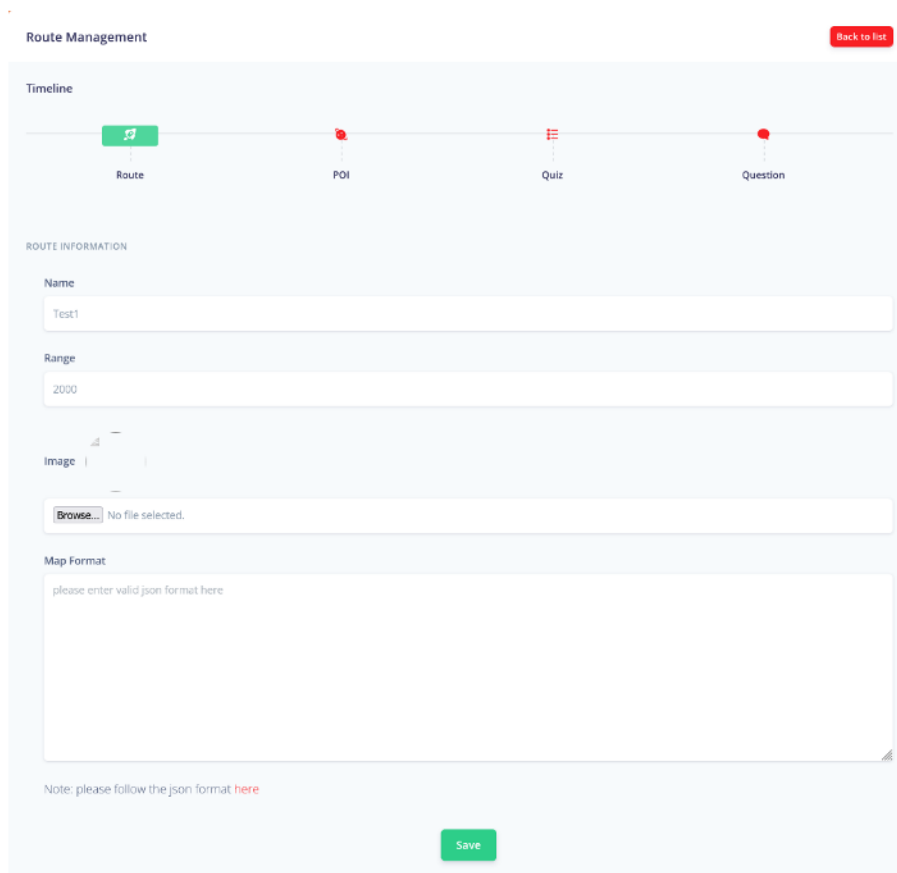 Route Management
Back to list
Timeline
Route
POI
Quiz
Question
ROUTE INFORMATION
Name
Test1
Range
2000
Image
Browse... No file selected.
Map Format
please enter valid json format here
Note: please follow the json format here
Save